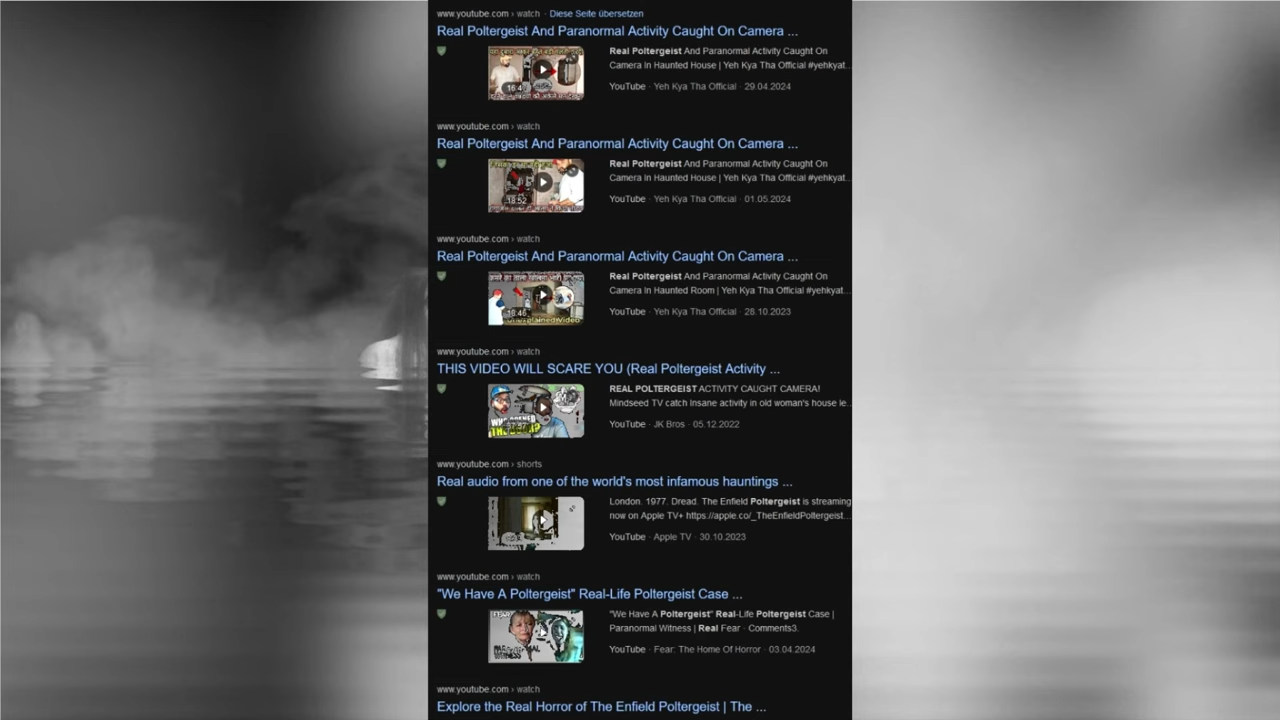 www.youtube.com › watch · Diese Seite übersetzen
Real Poltergeist And Paranormal Activity Caught On Camera ...
Real Poltergeist And Paranormal Activity Caught On
Camera In Haunted House | Yeh Kya Tha Official #yehkyat...
YouTube · Yeh Kya Tha Official · 29.04.2024
www.youtube.com › watch
Real Poltergeist And Paranormal Activity Caught On Camera ...
18:52
Real Poltergeist And Paranormal Activity Caught On
Camera In Haunted House | Yeh Kya Tha Official #yehkyat...
YouTube · Yeh Kya Tha Official · 01.05.2024
www.youtube.com › watch
Real Poltergeist And Paranormal Activity Caught On Camera ...
Real Poltergeist And Paranormal Activity Caught On
Camera In Haunted Room | Yeh Kya Tha Official #yehkyat...
YouTube · Yeh Kya Tha Official · 28.10.2023
www.youtube.com › watch
THIS VIDEO WILL SCARE YOU (Real Poltergeist Activity ...
REAL POLTERGEIST ACTIVITY CAUGHT CAMERA!
Mindseed TV catch Insane activity in old woman's house le...
YouTube · JK Bros · 05.12.2022
www.youtube.com › shorts
Real audio from one of the world's most infamous hauntings ...
London. 1977. Dread. The Enfield Poltergeist is streaming
now on Apple TV+ https://apple.co/_TheEnfieldPoltergeist...
YouTube · Apple TV · 30.10.2023
www.youtube.com › watch
"We Have A Poltergeist" Real-Life Poltergeist Case ...
"We Have A Poltergeist" Real-Life Poltergeist Case |
Paranormal Witness | Real Fear · Comments3.
YouTube · Fear: The Home Of Horror · 03.04.2024
www.youtube.com › watch
Explore the Real Horror of The Enfield Poltergeist | The ...